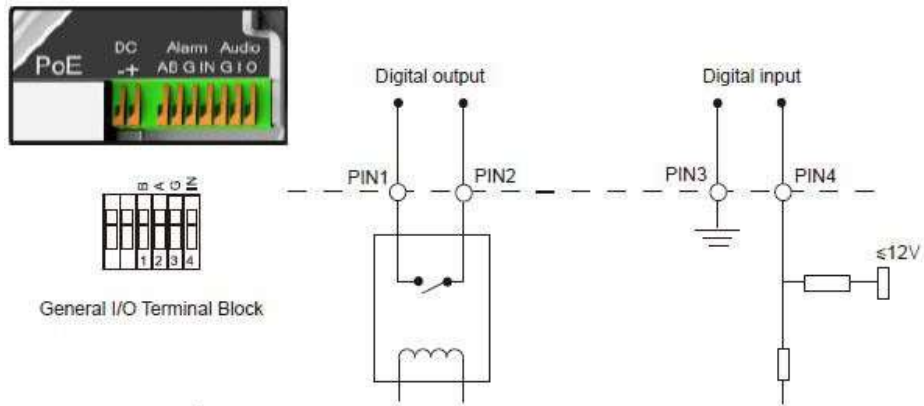 DC Alarm Audio
PoE -+ AB G IN G I O
Digital output
Digital input
PIN1
PIN2
PIN3
PIN4
B A G IN
1 2 3 4
≤12V
General I/O Terminal Block